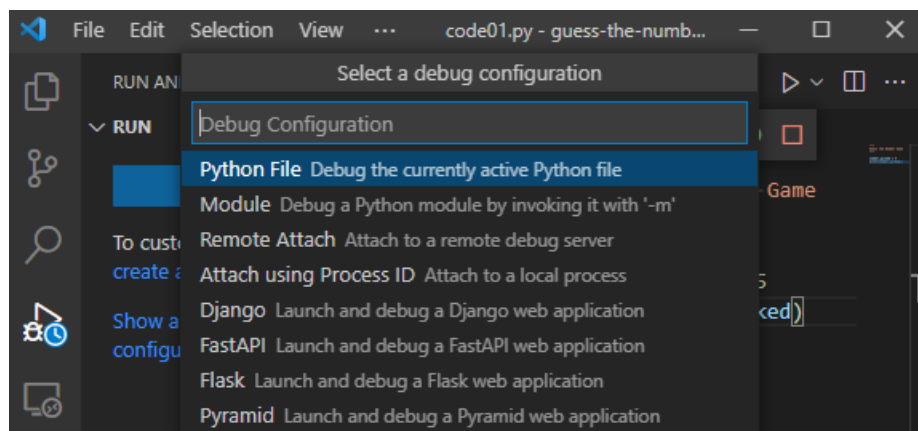 File Edit Selection View ··· code01.py - guess-the-numb...
RUN AN
Select a debug configuration
RUN
Debug Configuration
Python File Debug the currently active Python file
Game
Module Debug a Python module by invoking it with '-m'
To custo
Remote Attach Attach to a remote debug server
create a
Attach using Process ID Attach to a local process
5
Show a
Django Launch and debug a Django web application
ked)
configu
FastAPI Launch and debug a FastAPI web application
Flask Launch and debug a Flask web application
Pyramid Launch and debug a Pyramid web application